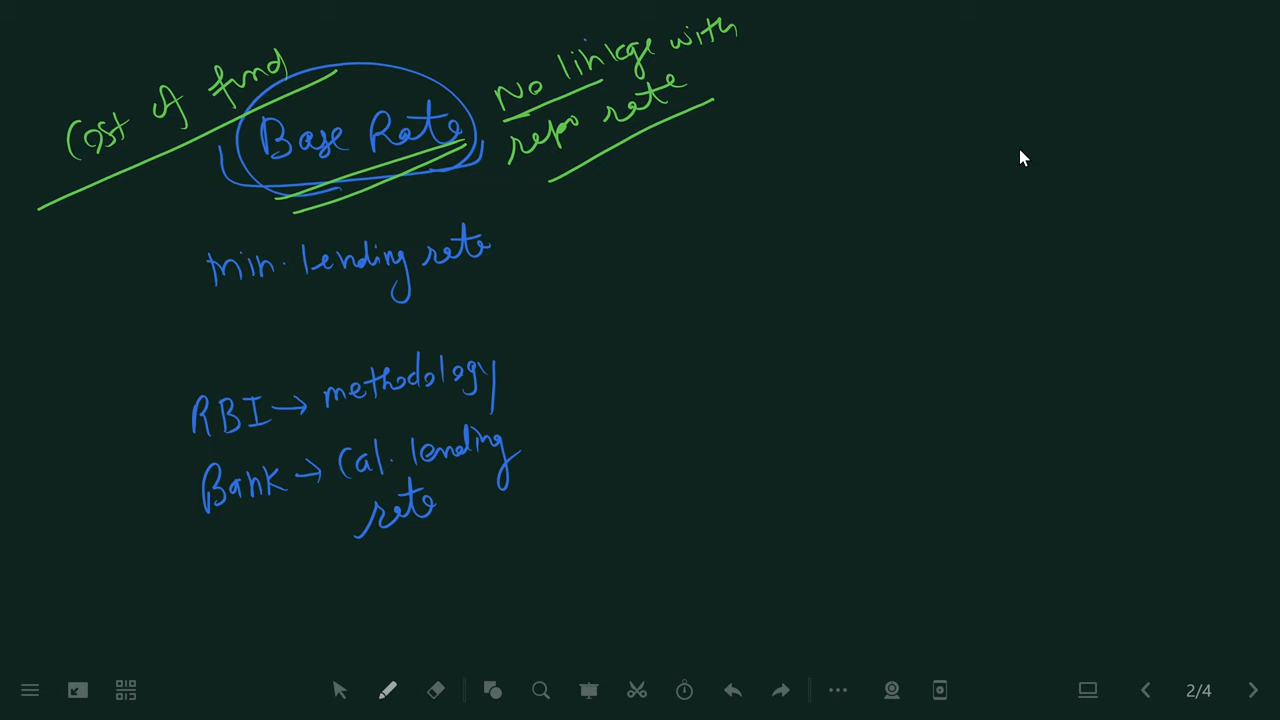 Cost of fund
Base Rate
No linkage with
repo rate
min. lending rate
RBI → methodology
Bank → Cal. lending
rate
2/4